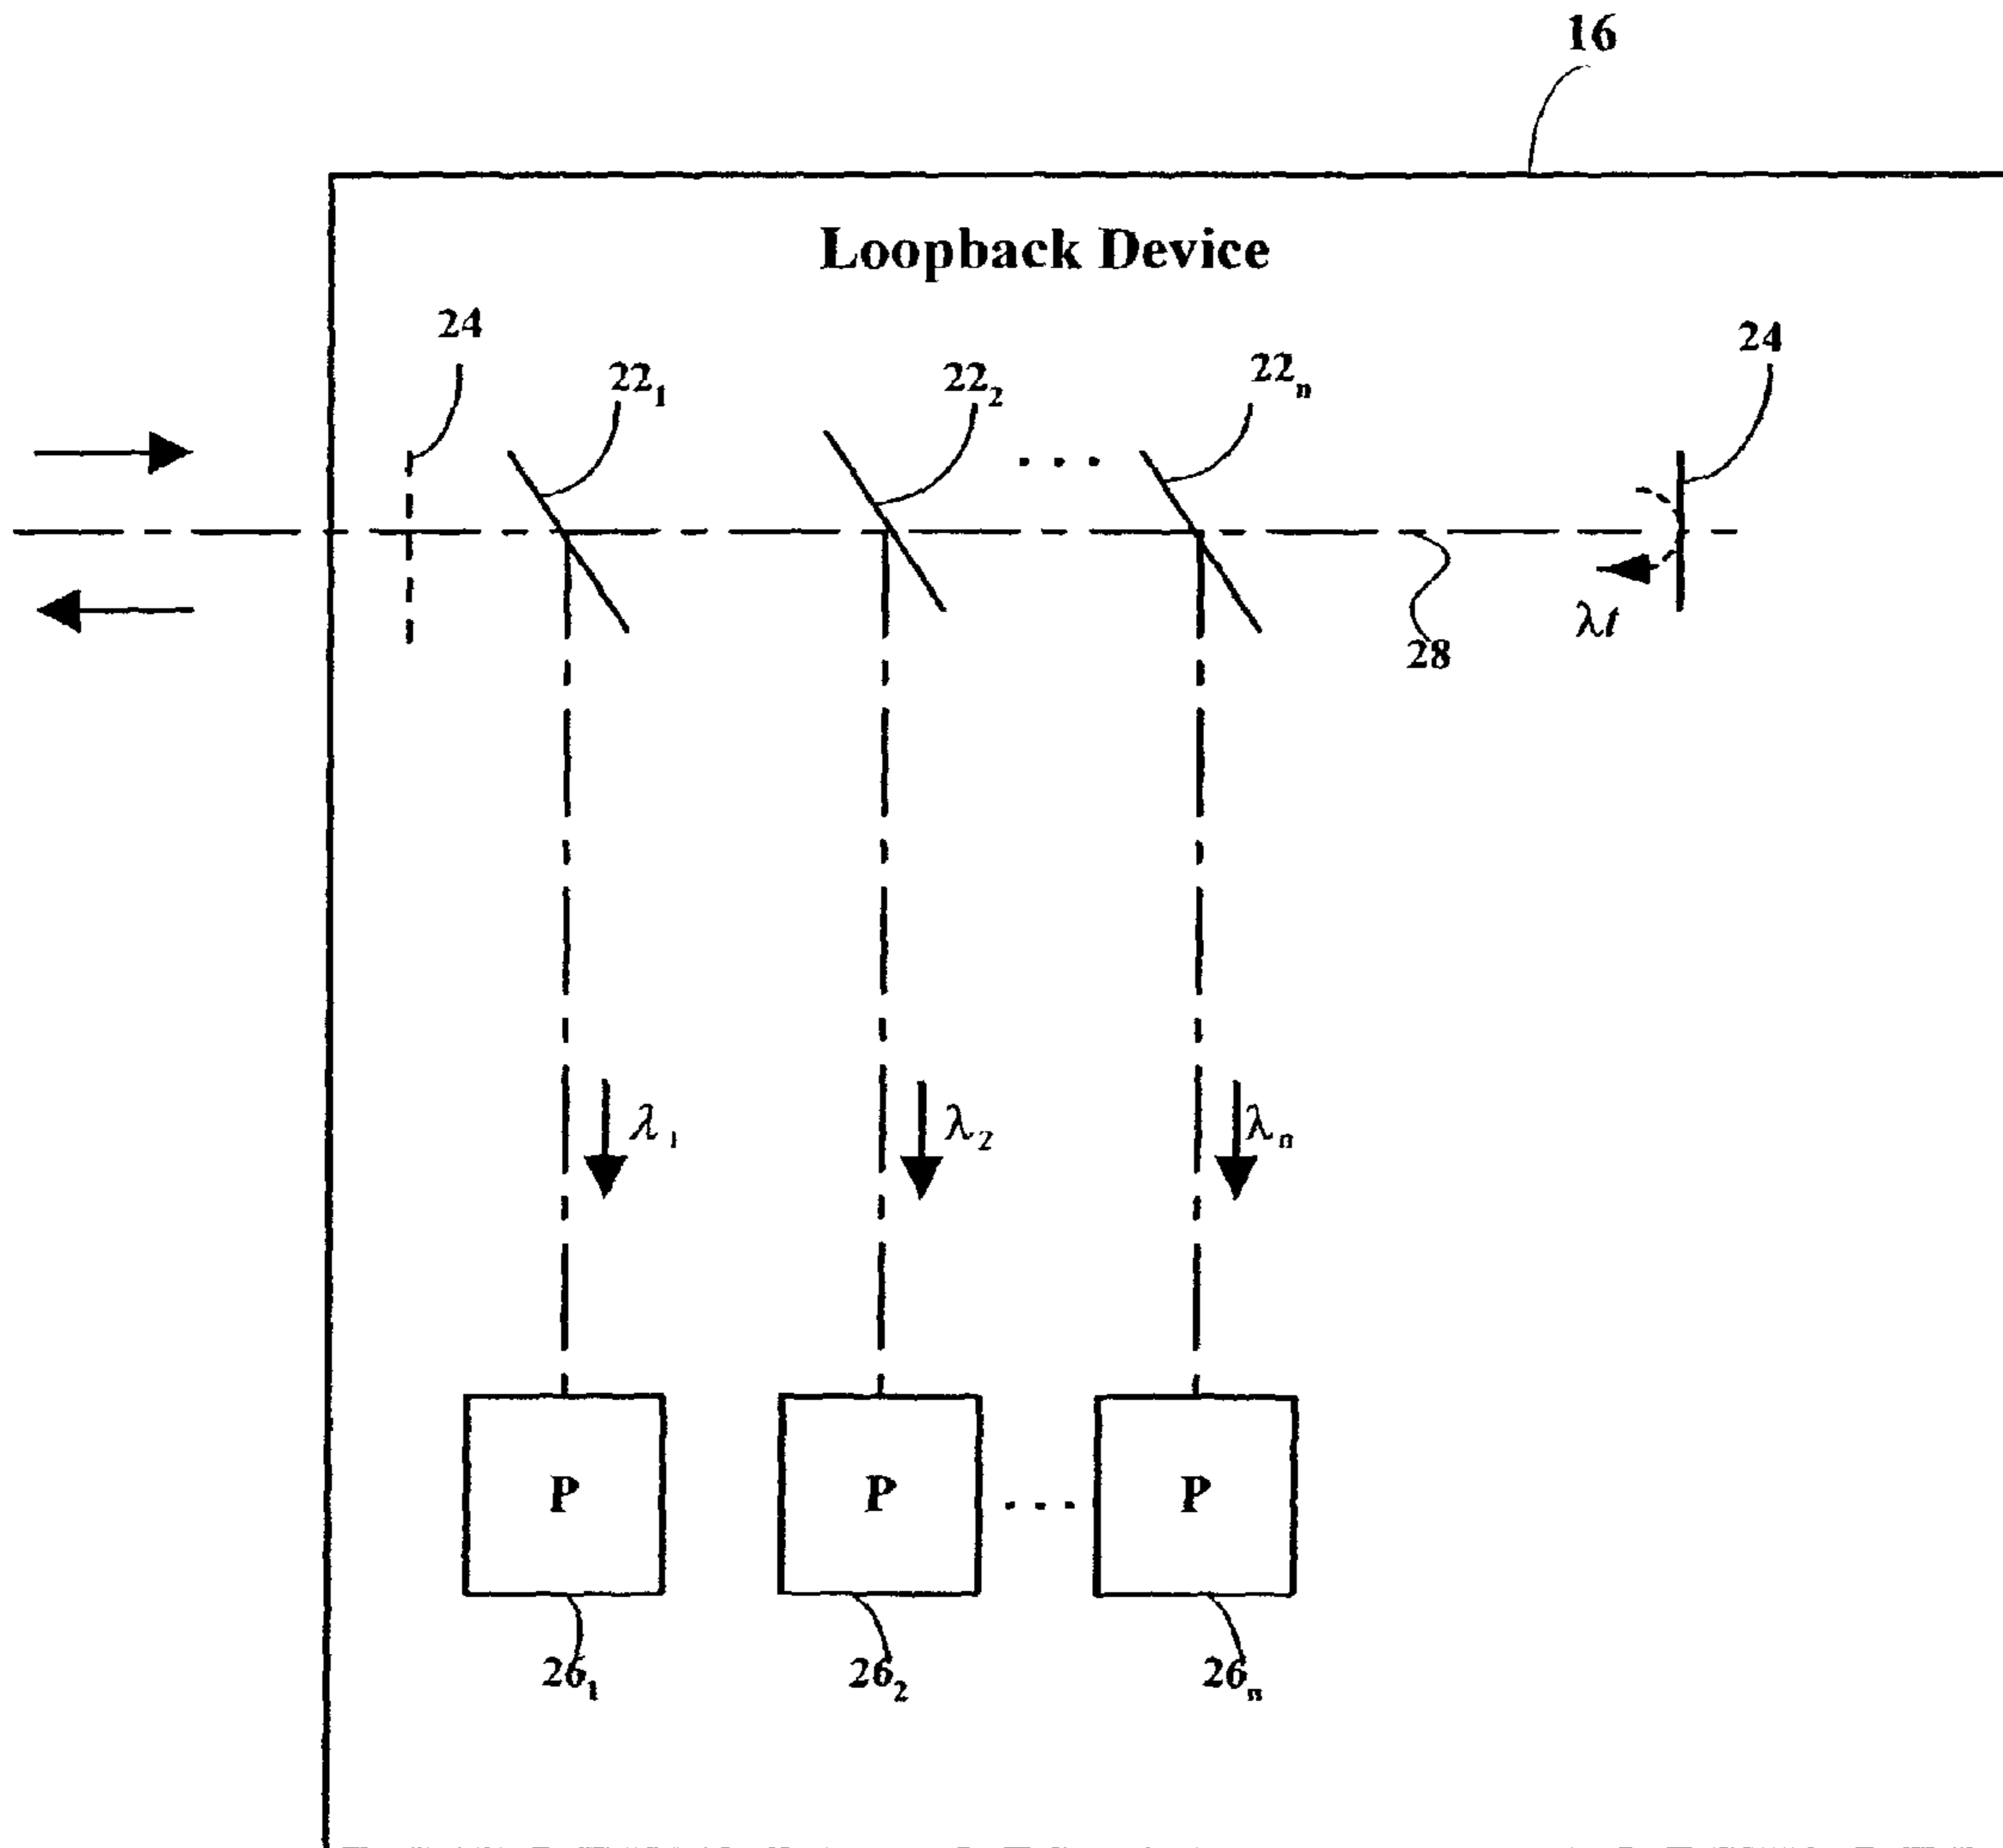 16
Loopback Device
24
22₁
22₂
22ₙ
24
. . .
λt
28
λ₁
λ₂
λₙ
P
P
. . .
P
26₁
26₂
26ₙ